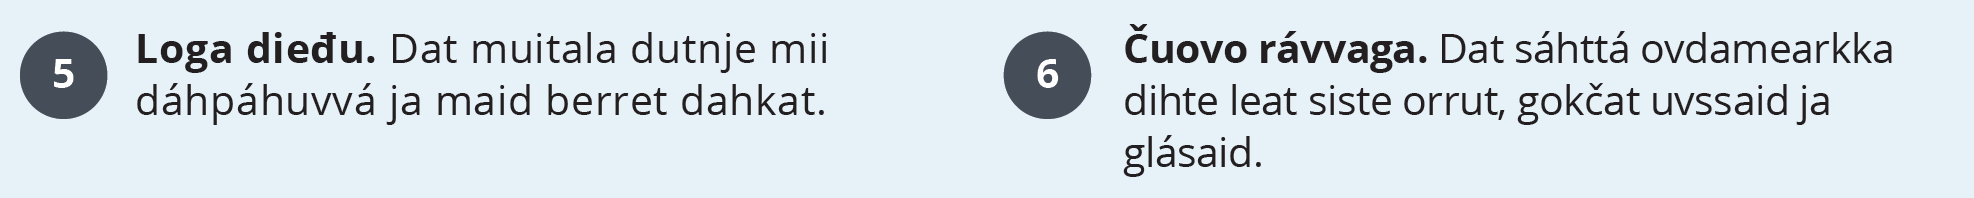 5
Loga dieđu. Dat muitala dutnje mii
dáhpáhuvvá ja maid berret dahkat.
6
Čuovo rávvaga. Dat sáhttá ovdamearkka
dihte leat siste orrut, gokčat uvssaid ja
glásaid.